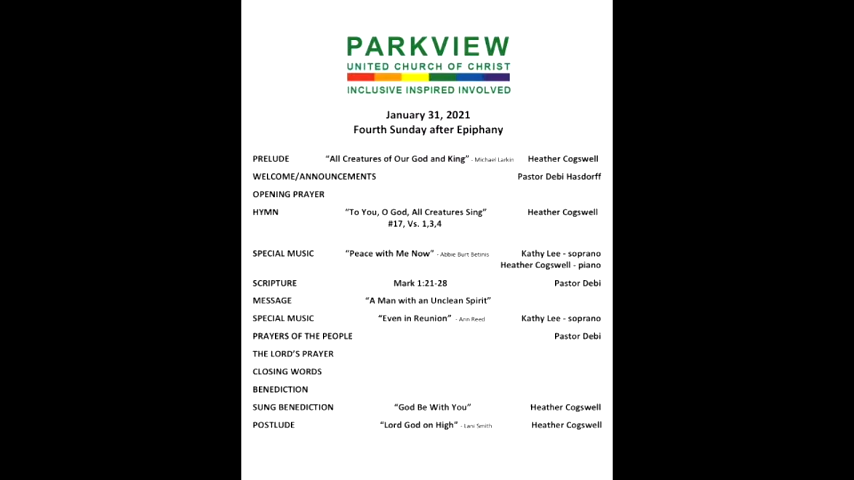 PARKVIEW
UNITED CHURCH OF CHRIST
INCLUSIVE INSPIRED INVOLVED
January 31, 2021
Fourth Sunday after Epiphany
PRELUDE “All Creatures of Our God and King” - Michael Larkin Heather Cogswell
WELCOME/ANNOUNCEMENTS Pastor Debi Hasdorff
OPENING PRAYER
HYMN “To You, O God, All Creatures Sing” Heather Cogswell
#17, Vs. 1,3,4
SPECIAL MUSIC “Peace with Me Now” - Abbie Burt Betinis Kathy Lee - soprano
Heather Cogswell - piano
SCRIPTURE Mark 1:21-28 Pastor Debi
MESSAGE “A Man with an Unclean Spirit”
SPECIAL MUSIC “Even in Reunion” - Ann Reed Kathy Lee - soprano
PRAYERS OF THE PEOPLE Pastor Debi
THE LORD’S PRAYER
CLOSING WORDS
BENEDICTION
SUNG BENEDICTION “God Be With You” Heather Cogswell
POSTLUDE “Lord God on High” - Lani Smith Heather Cogswell